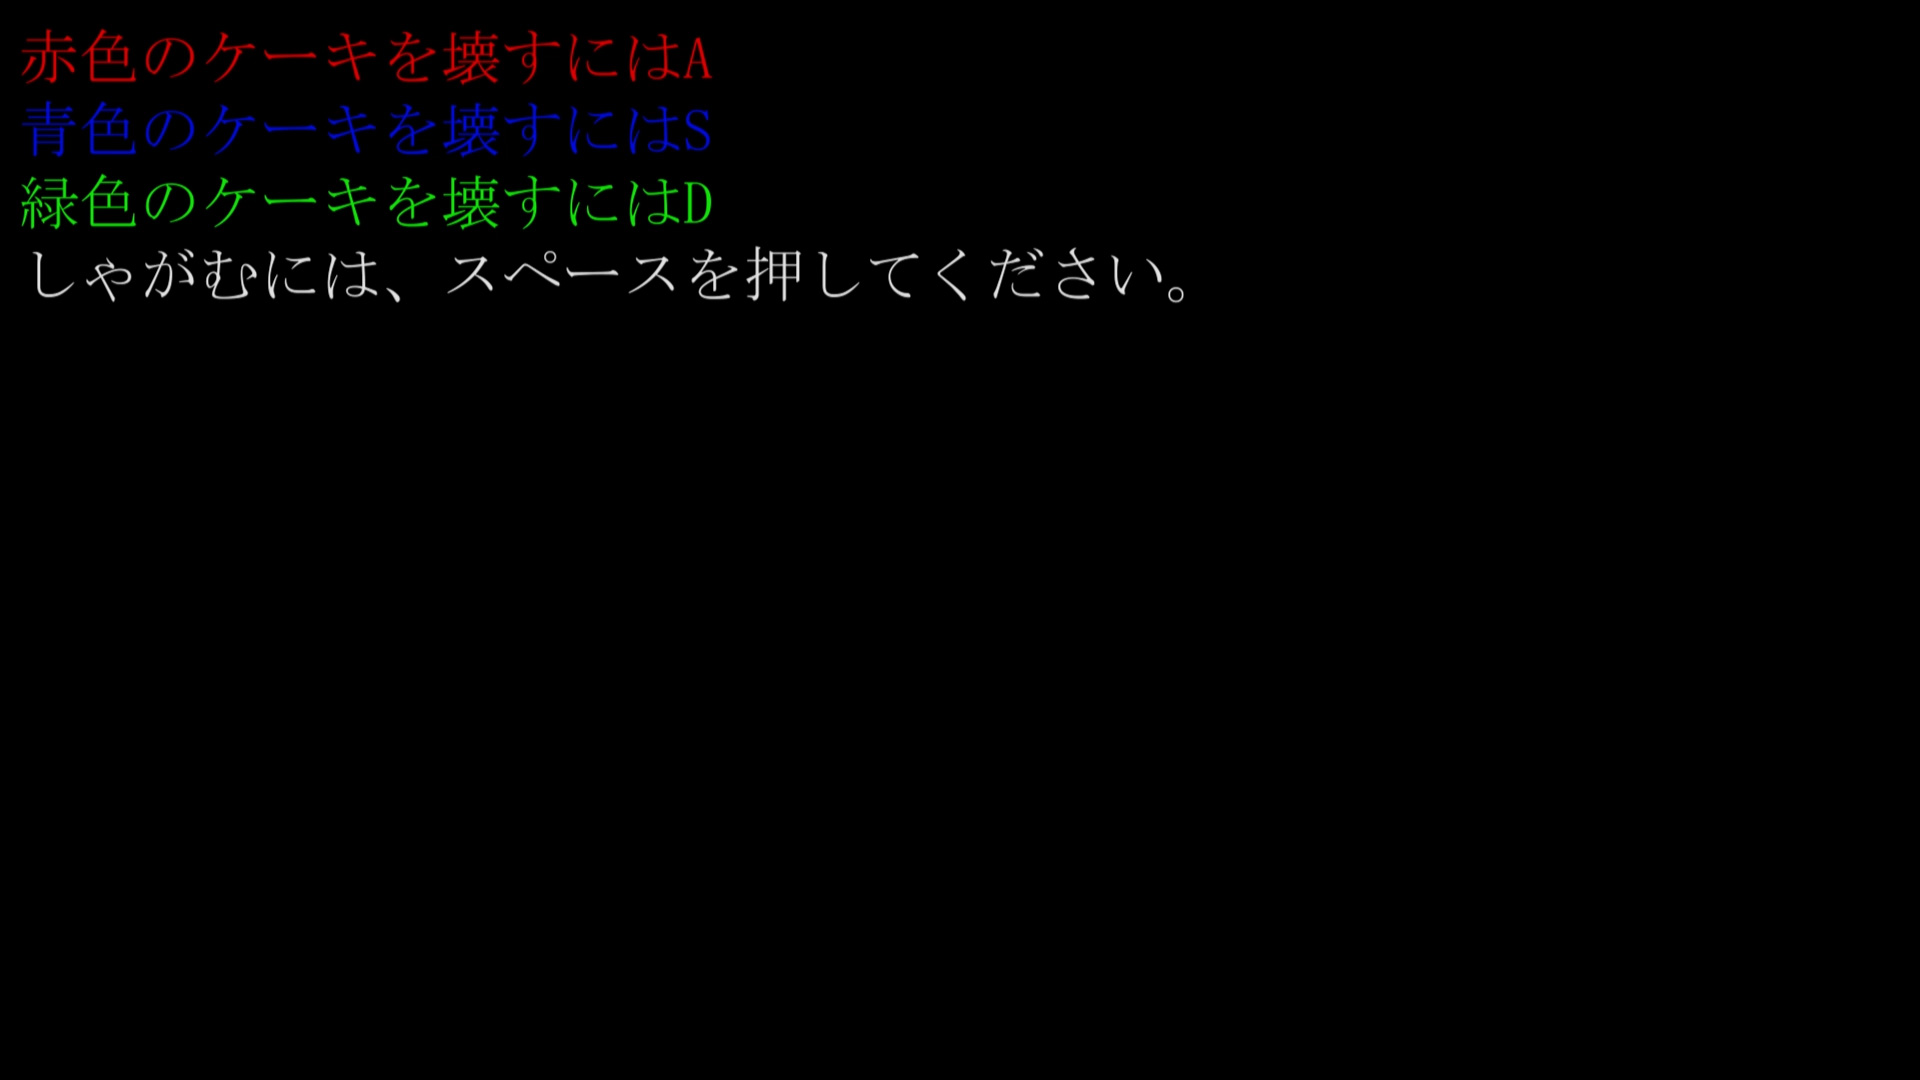 赤色のケーキを壊すにはA
青色のケーキを壊すにはS
緑色のケーキを壊すにはD
しゃがむには、スペースを押してください。